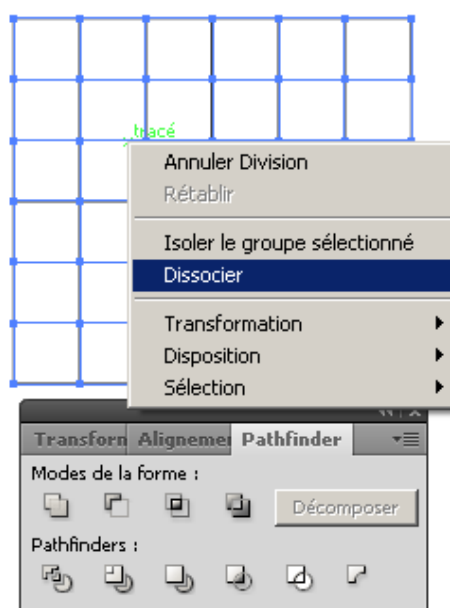 tracé
Annuler Division
Rétablir
Isoler le groupe sélectionné
Dissocier
Transformation
Disposition
Sélection
Transforn Alignemei Pathfinder
Modes de la forme :
Décomposer
Pathfinders :